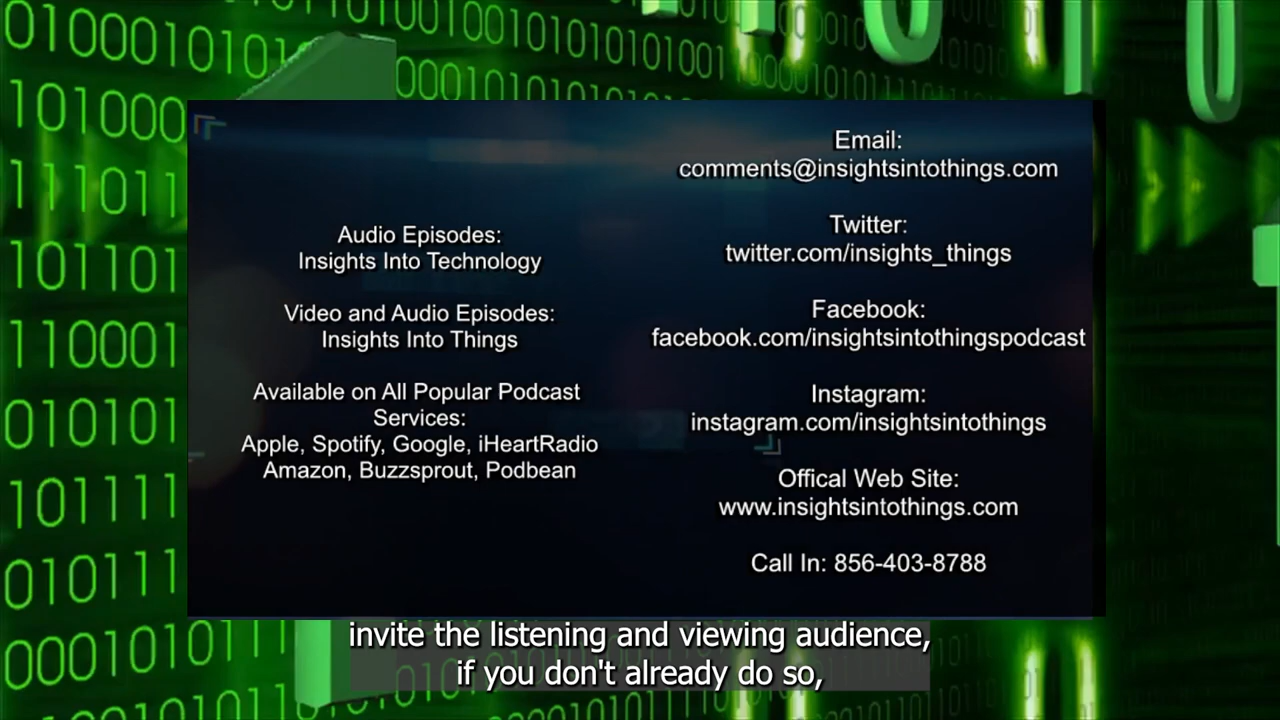 Audio Episodes:
Insights Into Technology
Video and Audio Episodes:
Insights Into Things
Available on All Popular Podcast
Services:
Apple, Spotify, Google, iHeartRadio
Amazon, Buzzsprout, Podbean
Email:
comments@insightsintothings.com
Twitter:
twitter.com/insights_things
Facebook:
facebook.com/insightsintothingspodcast
Instagram:
instagram.com/insightsintothings
Offical Web Site:
www.insightsintothings.com
Call In: 856-403-8788
invite the listening and viewing audience,
if you don't already do so,